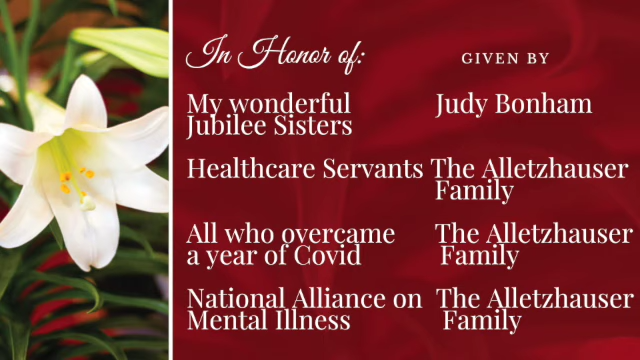 In Honor of: GIVEN BY
My wonderful Judy Bonham
Jubilee Sisters
Healthcare Servants The Alletzhauser
Family
All who overcame The Alletzhauser
a year of Covid Family
National Alliance on The Alletzhauser
Mental Illness Family